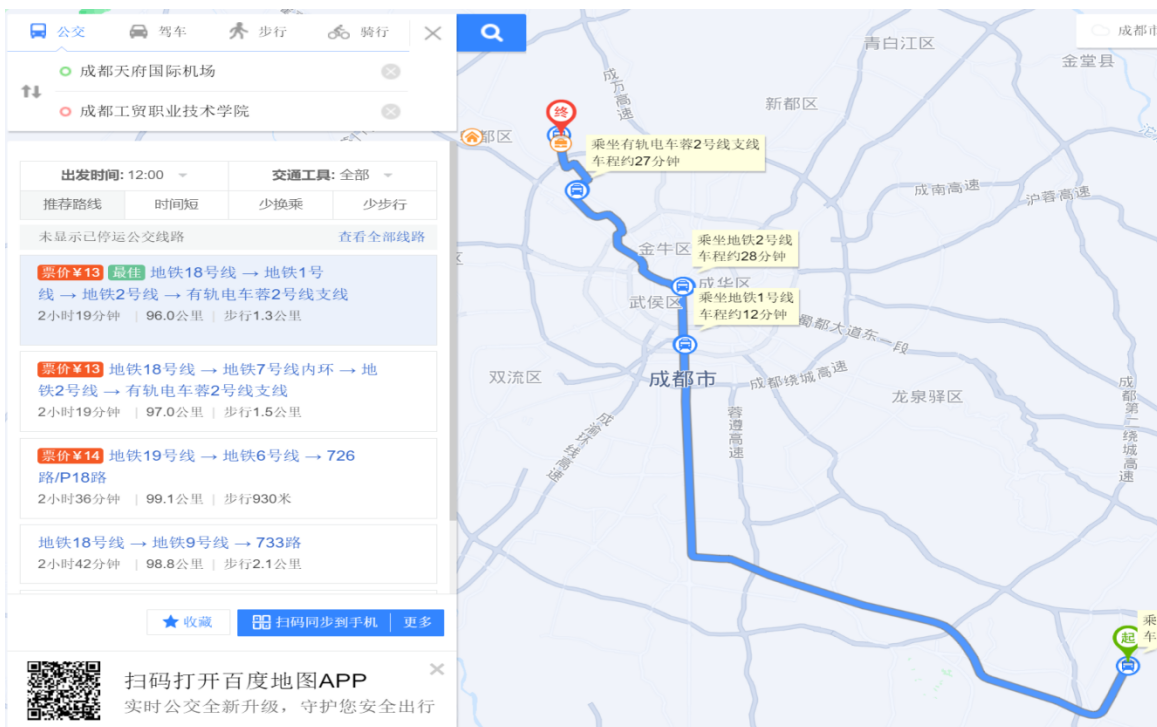 公交 驾车 步行 骑行
成都天府国际机场
成都工贸职业技术学院
出发时间: 12:00 交通工具: 全部
推荐路线 时间短 少换乘 少步行
未显示已停运公交线路 查看全部线路
票价¥13 最佳 地铁18号线 → 地铁1号
线 → 地铁2号线 → 有轨电车蓉2号线支线
2小时19分钟 | 96.0公里 | 步行1.3公里
票价¥13 地铁18号线 → 地铁7号线内环 → 地
铁2号线 → 有轨电车蓉2号线支线
2小时19分钟 | 97.0公里 | 步行1.5公里
票价¥14 地铁19号线 → 地铁6号线 → 726
路/P18路
2小时36分钟 | 99.1公里 | 步行930米
地铁18号线 → 地铁9号线 → 733路
2小时42分钟 | 98.8公里 | 步行2.1公里
收藏 扫码同步到手机 更多
扫码打开百度地图APP
实时公交全新升级，守护您安全出行
成都市
青白江区
金堂县
成万高速
新都区
终
都区
乘坐有轨电车蓉2号线支线
车程约27分钟
成南高速
沪蓉高速
金牛区
乘坐地铁2号线
车程约28分钟
成华区
武侯区
乘坐地铁1号线
车程约12分钟
蜀都大道东一段
双流区
成都市
成都绕城高速
龙泉驿区
成都第二绕城高速
蓉遵高速
成渝环线高速
起
乘
车